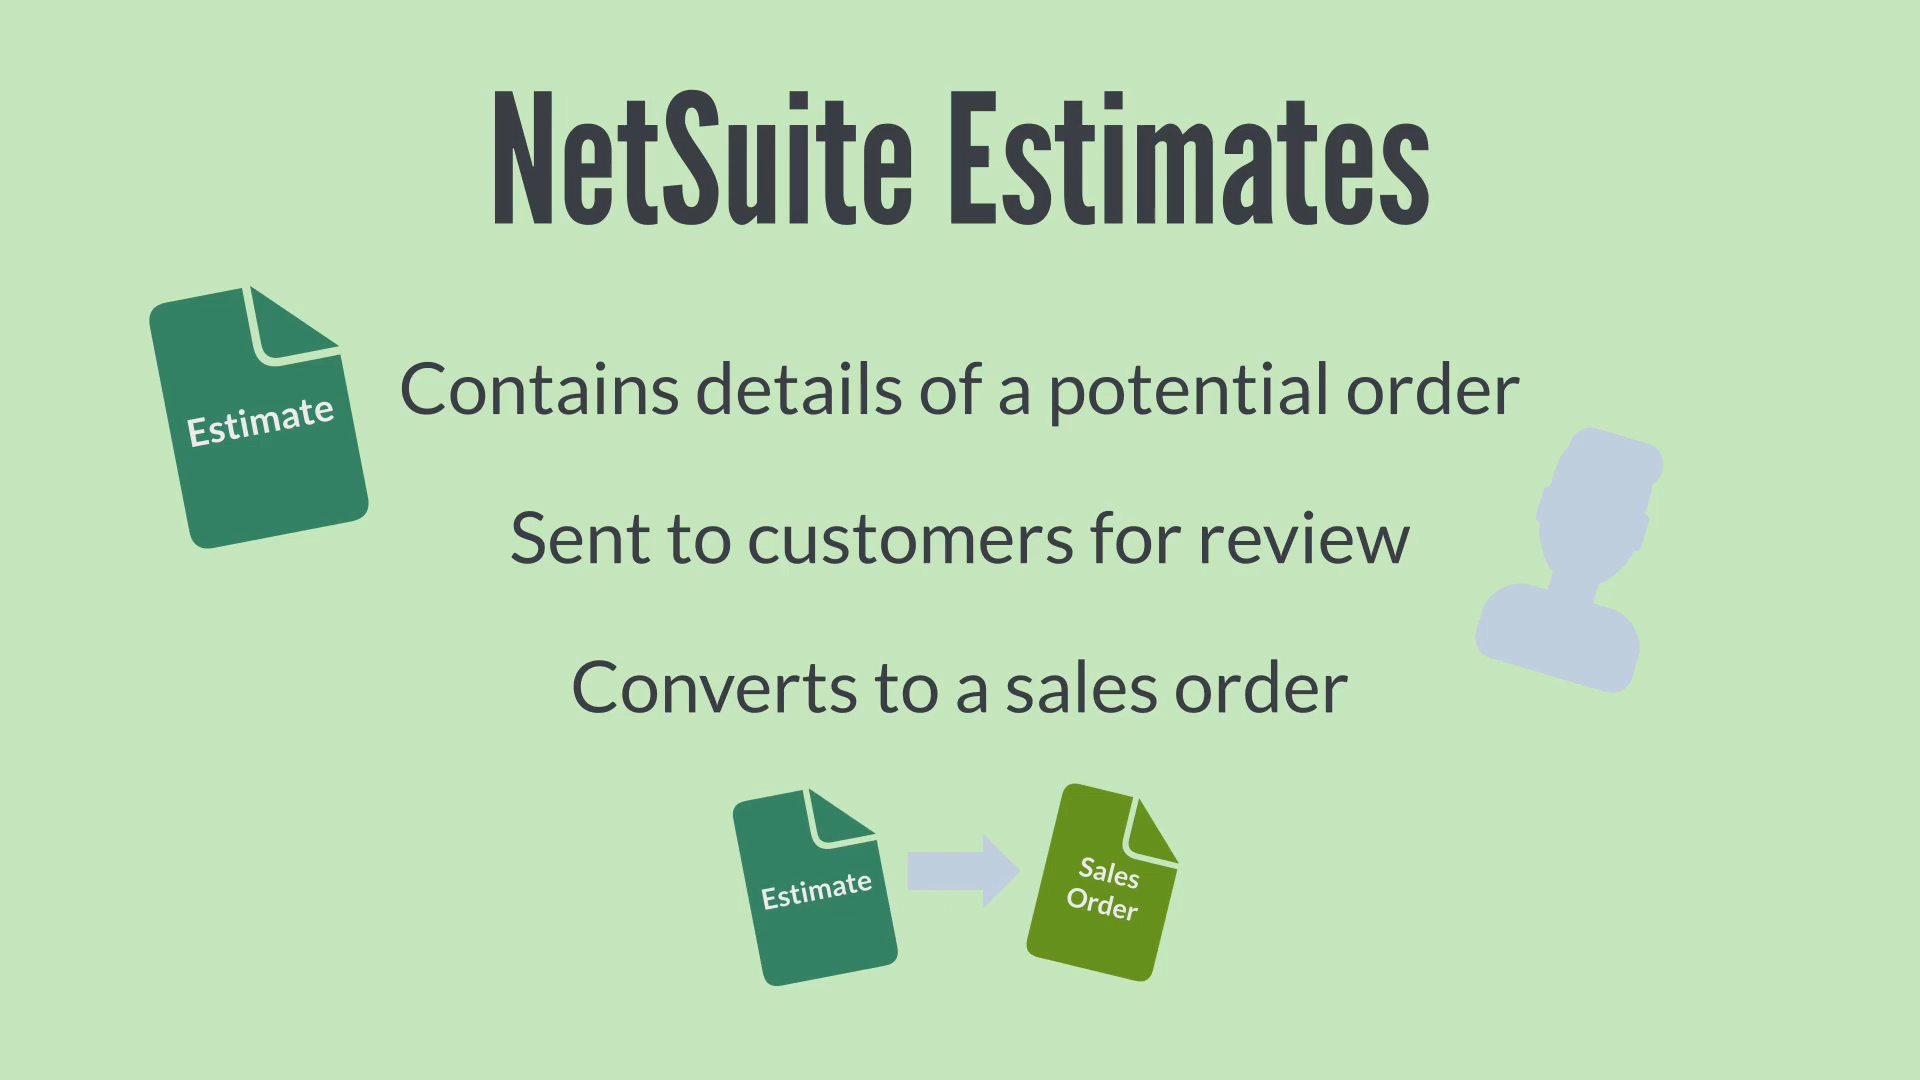 NetSuite Estimates
Estimate
Contains details of a potential order
Sent to customers for review
Converts to a sales order
Estimate
Sales
Order